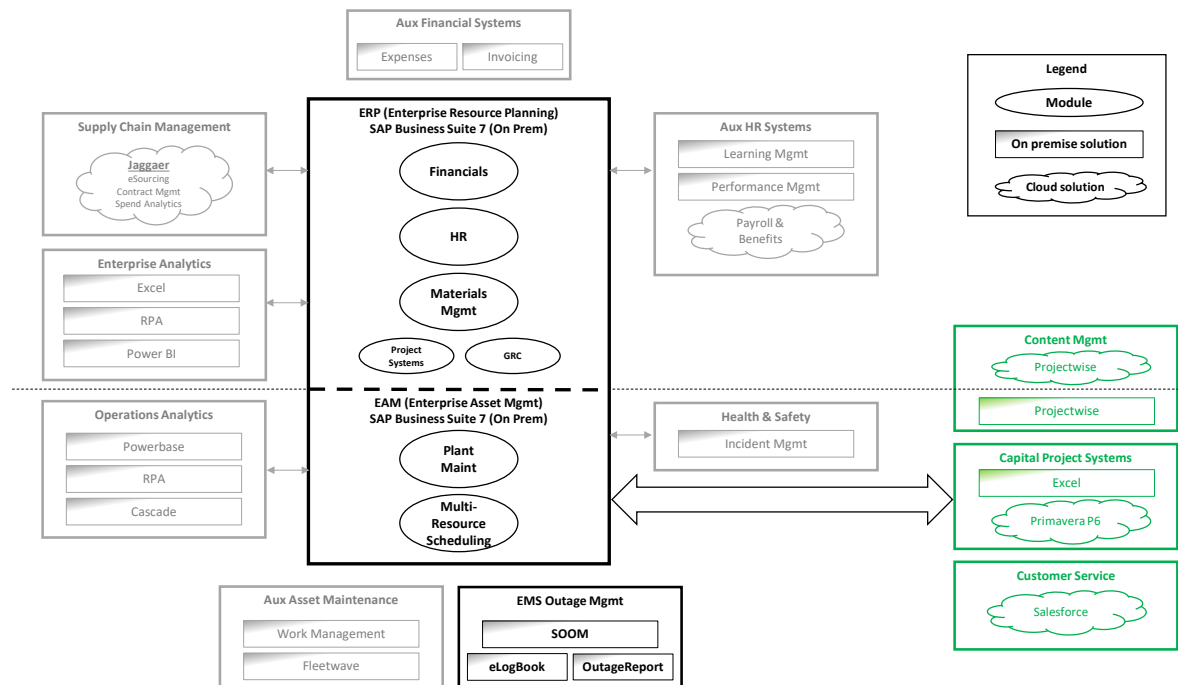 Aux Financial Systems
Expenses
Invoicing
ERP (Enterprise Resource Planning)
SAP Business Suite 7 (On Prem)
Financials
HR
Materials
Mgmt
Project
Systems
GRC
EAM (Enterprise Asset Mgmt)
SAP Business Suite 7 (On Prem)
Plant
Maint
Multi-
Resource
Scheduling
Supply Chain Management
Jaggaer
eSourcing
Contract Mgmt
Spend Analytics
Enterprise Analytics
Excel
RPA
Power BI
Operations Analytics
Powerbase
RPA
Cascade
Aux HR Systems
Learning Mgmt
Performance Mgmt
Payroll &
Benefits
Health & Safety
Incident Mgmt
Legend
Module
On premise solution
Cloud solution
Content Mgmt
Projectwise
Projectwise
Capital Project Systems
Excel
Primavera P6
Customer Service
Salesforce
Aux Asset Maintenance
Work Management
Fleetwave
EMS Outage Mgmt
SOOM
eLogBook
OutageReport